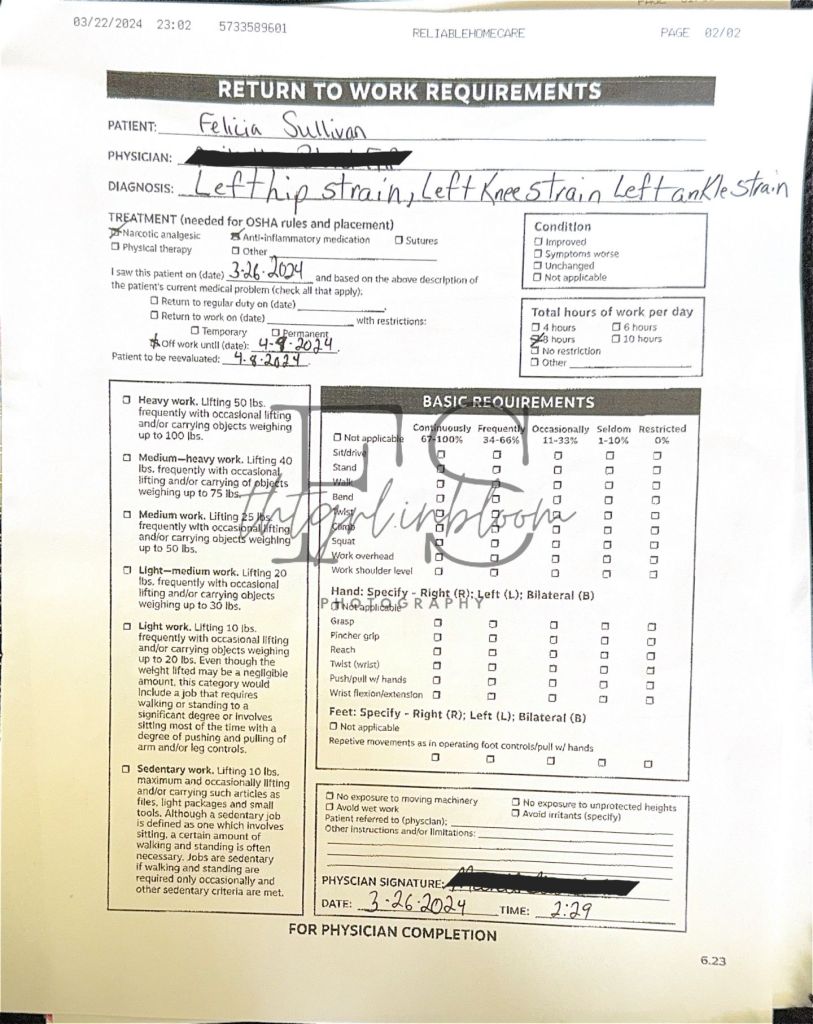 03/22/2024 23:02 5733589601 RELIABLEHOMECARE PAGE 02/02
RETURN TO WORK REQUIREMENTS
PATIENT: Felicia Sullivan
PHYSICIAN:
DIAGNOSIS: Left hip strain, Left Knee strain Left ankle strain
TREATMENT (needed for OSHA rules and placement)
Narcotic analgesic Anti-inflammatory medication Sutures
Physical therapy Other
I saw this patient on (date) 3-26-2024 and based on the above description of
the patient's current medical problem (check all that apply):
Return to regular duty on (date)
Return to work on (date) with restrictions:
Temporary Permanent
Off work until (date): 4-8-2024
Patient to be reevaluated: 4-8-2024
Condition
Improved
Symptoms worse
Unchanged
Not applicable
Total hours of work per day
4 hours 6 hours
8 hours 10 hours
No restriction
Other
Heavy work. Lifting 50 lbs.
frequently with occasional lifting
and/or carrying objects weighing
up to 100 lbs.
Medium-heavy work. Lifting 40
lbs. frequently with occasional
lifting and/or carrying of objects
weighing up to 75 lbs.
Medium work. Lifting 25 lbs.
frequently with occasional lifting
and/or carrying objects weighing
up to 50 lbs.
Light—medium work. Lifting 20
lbs. frequently with occasional
lifting and/or carrying objects
weighing up to 30 lbs.
Light work. Lifting 10 lbs.
frequently with occasional lifting
and/or carrying objects weighing
up to 20 lbs. Even though the
weight lifted may be a negligible
amount, this category would
include a job that requires
walking or standing to a
significant degree or involves
sitting most of the time with a
degree of pushing and pulling of
arm and/or leg controls.
Sedentary work. Lifting 10 lbs.
maximum and occasionally lifting
and/or carrying such articles as
files, light packages and small
tools. Although a sedentary job
is defined as one which involves
sitting, a certain amount of
walking and standing is often
necessary. Jobs are sedentary
if walking and standing are
required only occasionally and
other sedentary criteria are met.
BASIC REQUIREMENTS
Continuously Frequently Occasionally Seldom Restricted
Not applicable 67-100% 34-66% 11-33% 1-10% 0%
Sit/drive
Stand
Walk
Bend
Twist
Climb
Squat
Work overhead
Work shoulder level
Hand: Specify - Right (R); Left (L); Bilateral (B)
Not applicable
Grasp
Pincher grip
Reach
Twist (wrist)
Push/pull w/ hands
Wrist flexion/extension
Feet: Specify - Right (R); Left (L); Bilateral (B)
Not applicable
Repetive movements as in operating foot controls/pull w/ hands
No exposure to moving machinery No exposure to unprotected heights
Avoid wet work Avoid irritants (specify)
Patient referred to (physcian):
Other instructions and/or limitations:
PHYSCIAN SIGNATURE:
DATE: 3-26-2024 TIME: 2:29
FOR PHYSICIAN COMPLETION
6.23
FS
thtgrlinbloom
PHOTOGRAPHY